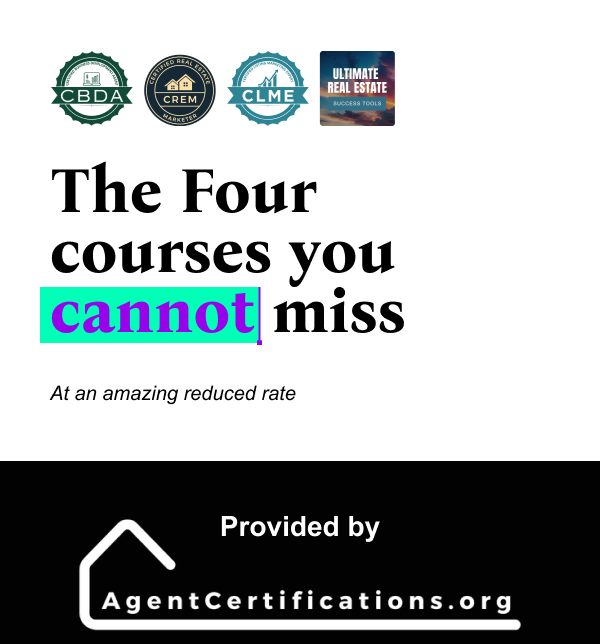 CBDA
CERTIFIED REAL ESTATE
CREM
MARKETER
CLME
ULTIMATE
REAL ESTATE
SUCCESS TOOLS
The Four
courses you
cannot miss
At an amazing reduced rate
Provided by
AgentCertifications.org